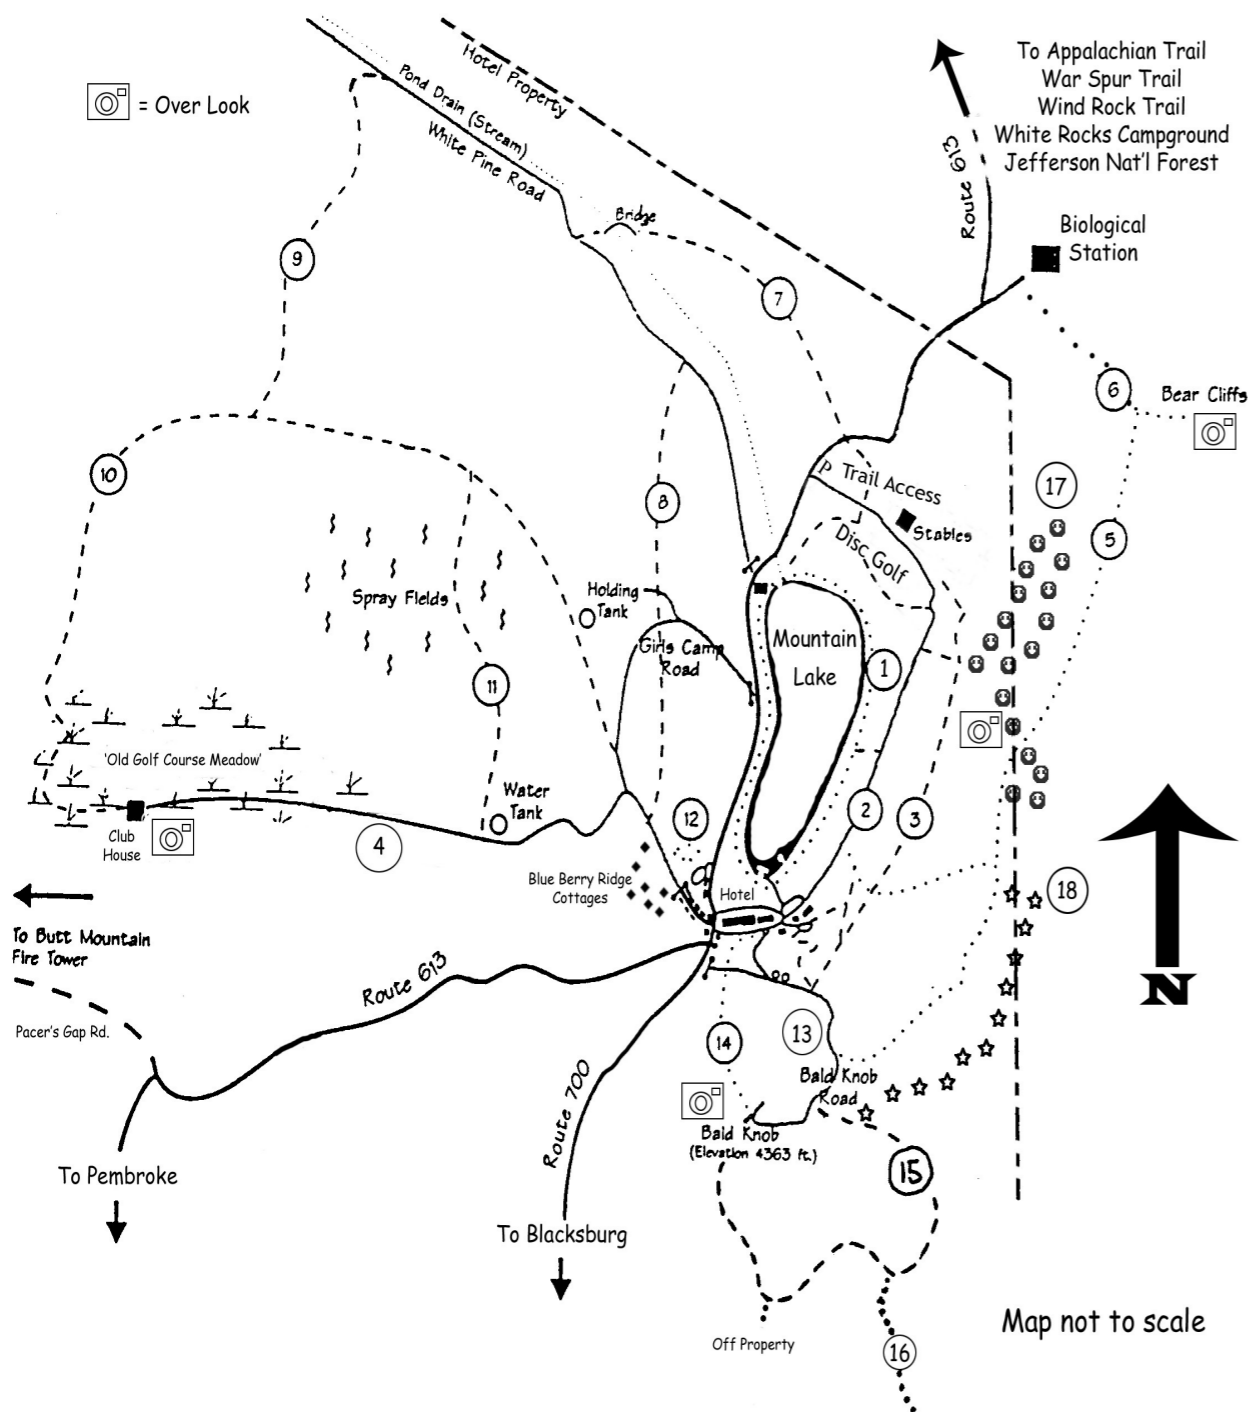 = Over Look
Hotel Property
Pond Drain (Stream)
White Pine Road
To Appalachian Trail
War Spur Trail
Wind Rock Trail
White Rocks Campground
Jefferson Nat'l Forest
Route 613
Biological
Station
Bridge
9
7
6
Bear Cliffs
10
P Trail Access
17
8
Stables
5
Disc Golf
Spray Fields
Holding
Tank
Girls Camp
Road
Mountain
Lake
1
11
'Old Golf Course Meadow'
Water
Tank
12
2
3
Club
House
4
Blue Berry Ridge
Cottages
Hotel
18
To Butt Mountain
Fire Tower
Route 613
N
Pacer's Gap Rd.
14
13
Bald Knob
Road
Route 700
Bald Knob
(Elevation 4363 ft.)
15
To Pembroke
To Blacksburg
Map not to scale
Off Property
16